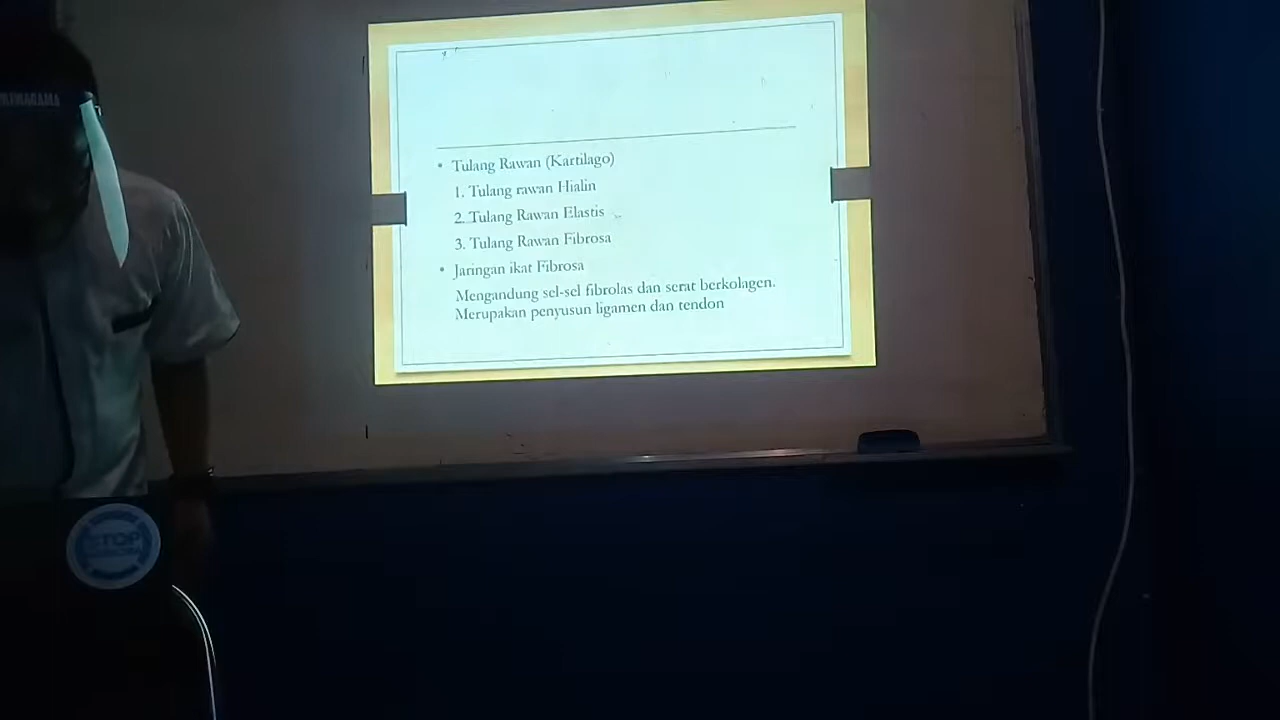 • Tulang Rawan (Kartilago)
1. Tulang rawan Hialin
2. Tulang Rawan Elastis
3. Tulang Rawan Fibrosa
• Jaringan ikat Fibrosa
Mengandung sel-sel fibrolas dan serat berkolagen.
Merupakan penyusun ligamen dan tendon
STOP